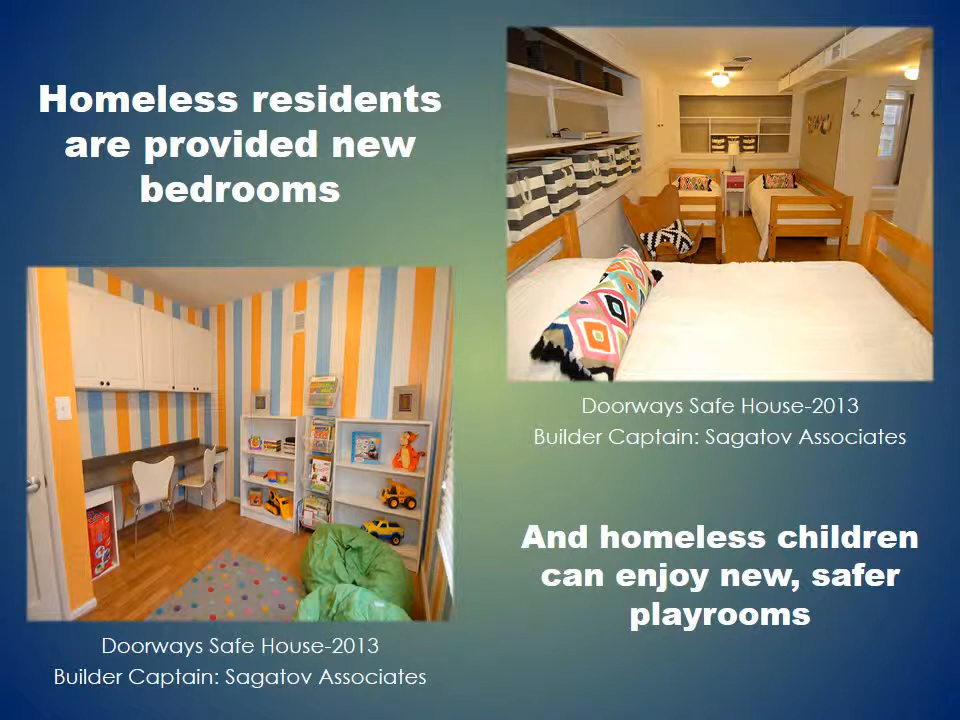 Homeless residents
are provided new
bedrooms
Doorways Safe House-2013
Builder Captain: Sagatov Associates
And homeless children
can enjoy new, safer
playrooms
Doorways Safe House-2013
Builder Captain: Sagatov Associates